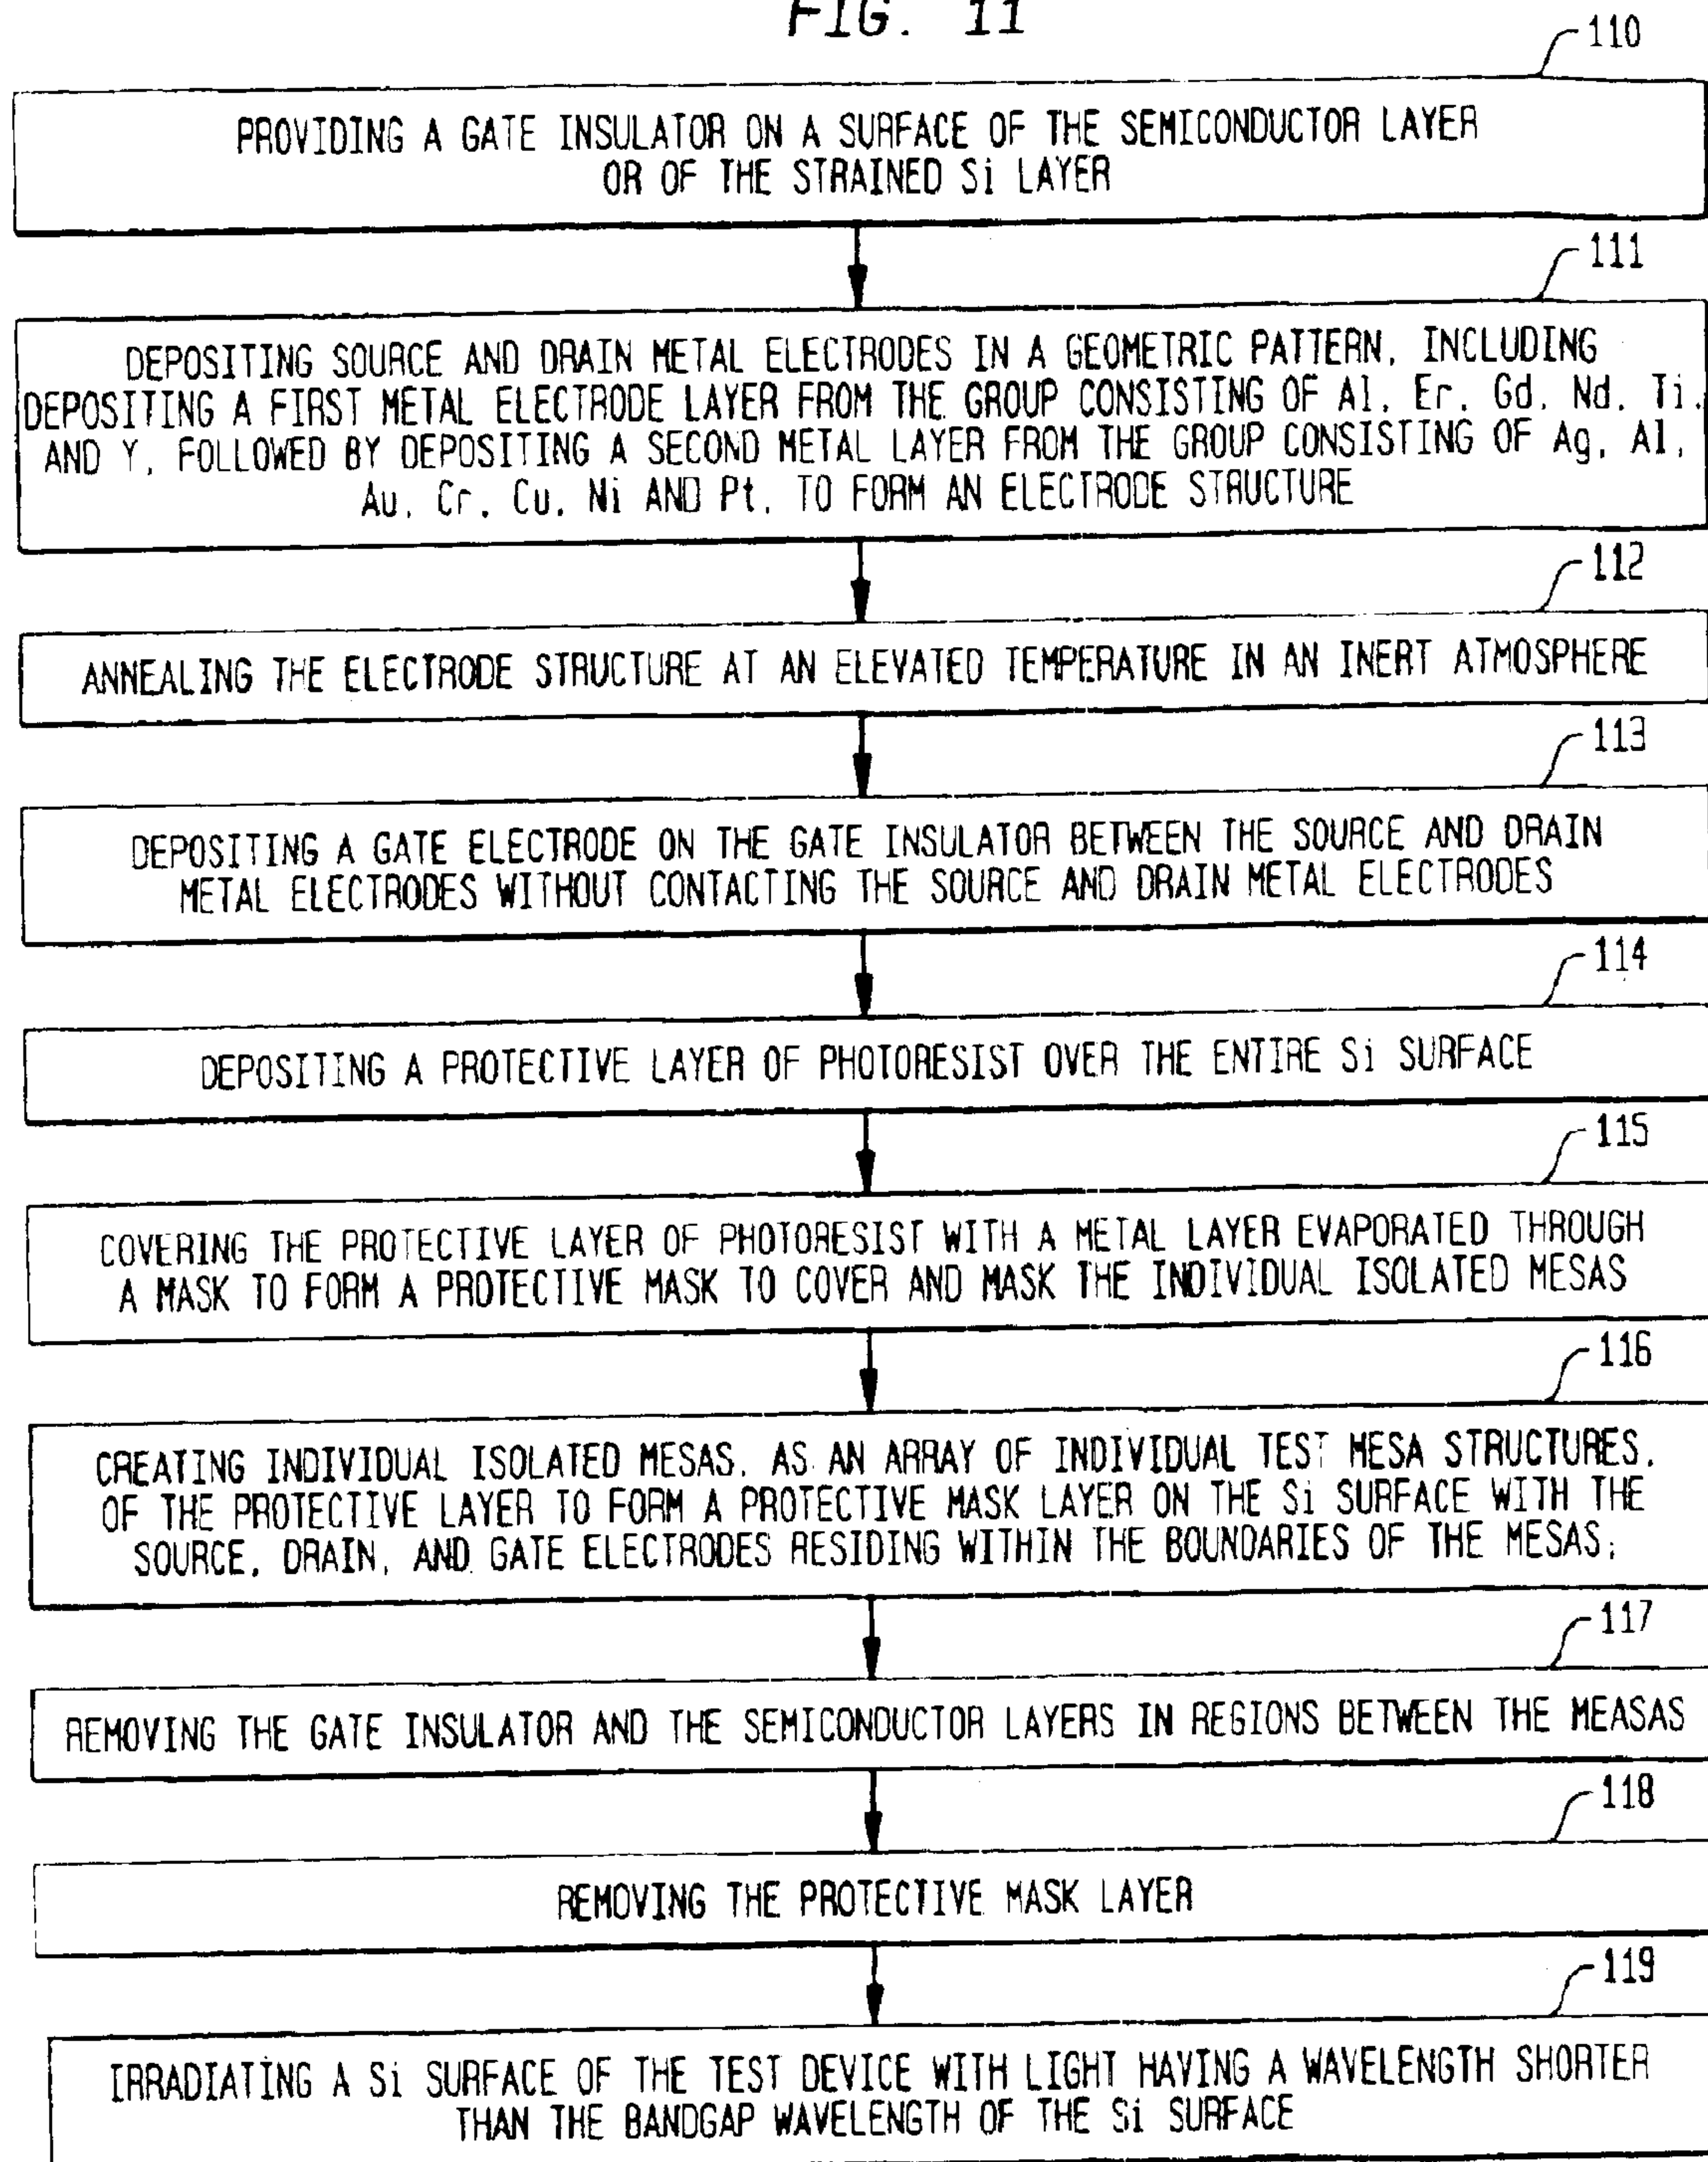 FIG. 11
110
PROVIDING A GATE INSULATOR ON A SURFACE OF THE SEMICONDUCTOR LAYER
OR OF THE STRAINED Si LAYER
111
DEPOSITING SOURCE AND DRAIN METAL ELECTRODES IN A GEOMETRIC PATTERN, INCLUDING
DEPOSITING A FIRST METAL ELECTRODE LAYER FROM THE GROUP CONSISTING OF Al, Er, Gd, Nd, Ti,
AND Y, FOLLOWED BY DEPOSITING A SECOND METAL LAYER FROM THE GROUP CONSISTING OF Ag, Al,
Au, Cr, Cu, Ni AND Pt, TO FORM AN ELECTRODE STRUCTURE
112
ANNEALING THE ELECTRODE STRUCTURE AT AN ELEVATED TEMPERATURE IN AN INERT ATMOSPHERE
113
DEPOSITING A GATE ELECTRODE ON THE GATE INSULATOR BETWEEN THE SOURCE AND DRAIN
METAL ELECTRODES WITHOUT CONTACTING THE SOURCE AND DRAIN METAL ELECTRODES
114
DEPOSITING A PROTECTIVE LAYER OF PHOTORESIST OVER THE ENTIRE Si SURFACE
115
COVERING THE PROTECTIVE LAYER OF PHOTORESIST WITH A METAL LAYER EVAPORATED THROUGH
A MASK TO FORM A PROTECTIVE MASK TO COVER AND MASK THE INDIVIDUAL ISOLATED MESAS
116
CREATING INDIVIDUAL ISOLATED MESAS, AS AN ARRAY OF INDIVIDUAL TEST MESA STRUCTURES,
OF THE PROTECTIVE LAYER TO FORM A PROTECTIVE MASK LAYER ON THE Si SURFACE WITH THE
SOURCE, DRAIN, AND GATE ELECTRODES RESIDING WITHIN THE BOUNDARIES OF THE MESAS;
117
REMOVING THE GATE INSULATOR AND THE SEMICONDUCTOR LAYERS IN REGIONS BETWEEN THE MEASAS
118
REMOVING THE PROTECTIVE MASK LAYER
119
IRRADIATING A Si SURFACE OF THE TEST DEVICE WITH LIGHT HAVING A WAVELENGTH SHORTER
THAN THE BANDGAP WAVELENGTH OF THE Si SURFACE